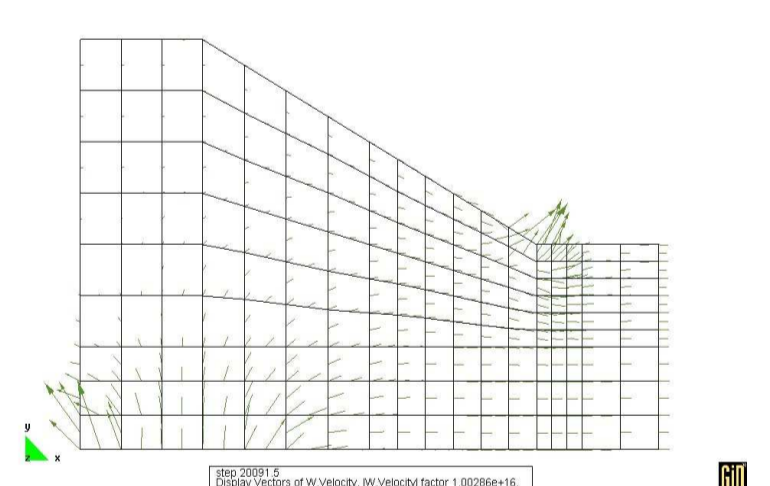 y
z x
step 20091.5
Display Vectors of W Velocity, |W Velocity| factor 1.00286e+16.
GiD